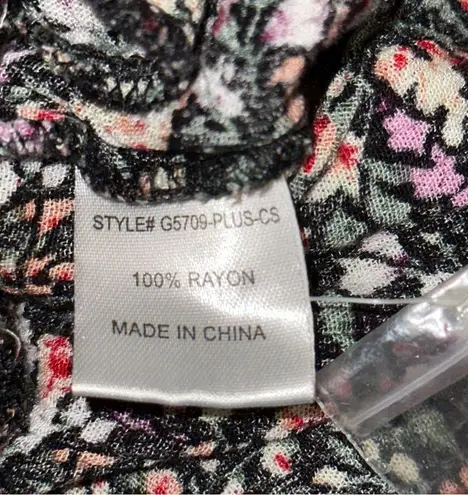 STYLE# G5709-PLUS-CS
100% RAYON
MADE IN CHINA